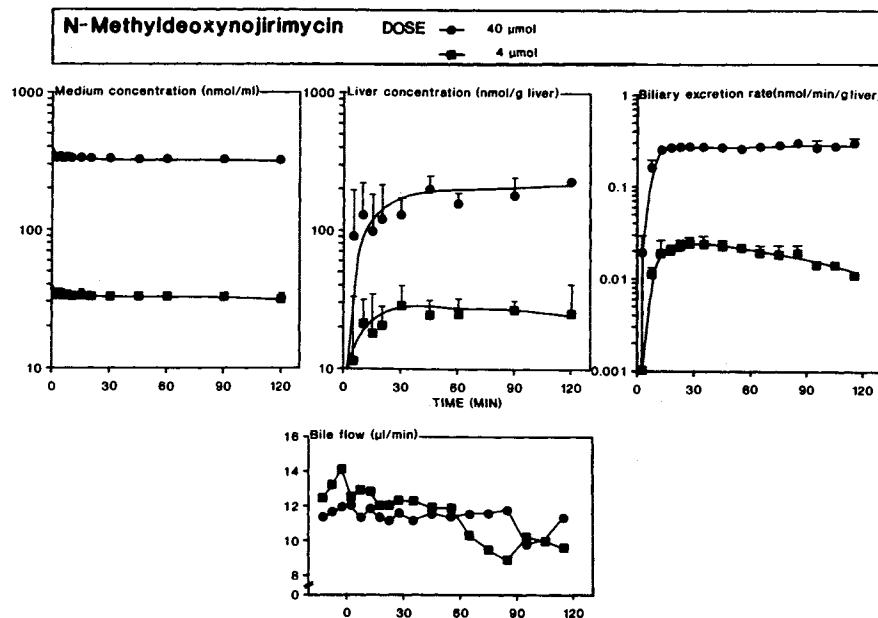 N-Methyldeoxynojirimycin DOSE 40 µmol
4 µmol
Medium concentration (nmol/ml)
1000
100
10
0 30 60 90 120
Liver concentration (nmol/g liver)
1000
100
10
0 30 60 90 120
TIME (MIN)
Biliary excretion rate(nmol/min/gliver)
1
0.1
0.01
0.001
0 30 60 90 120
Bile flow (µl/min)
16
14
12
10
8
0
0 30 60 90 120